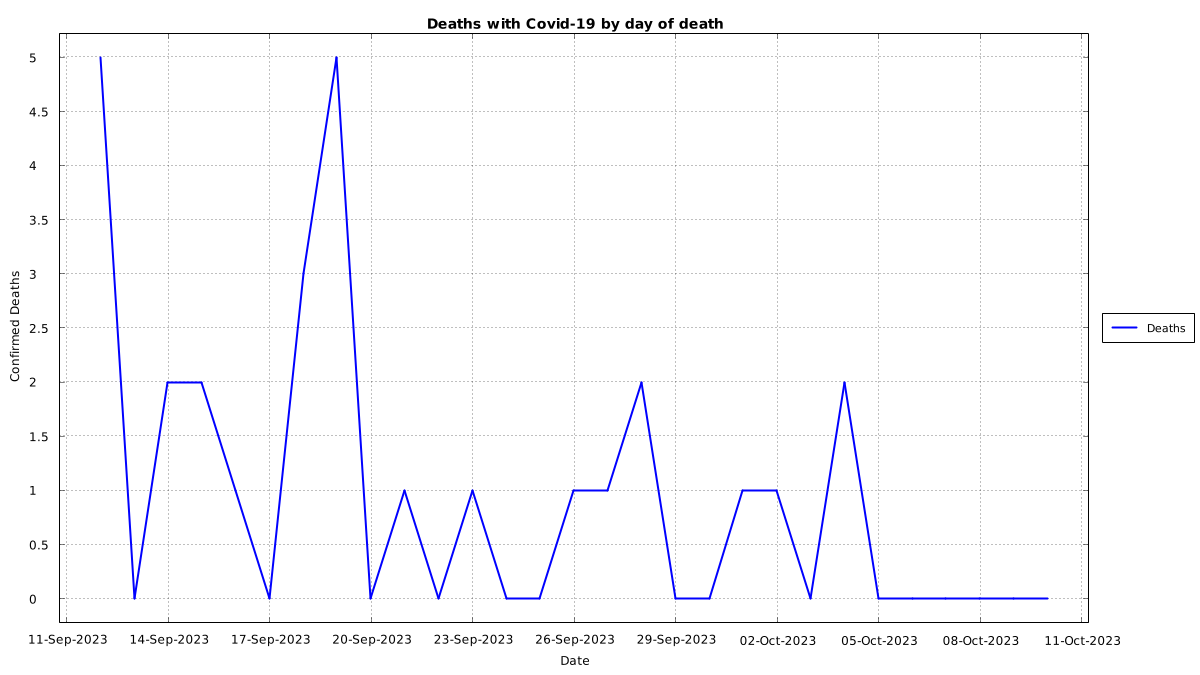 Deaths with Covid-19 by day of death
5
4.5
4
3.5
3
2.5
2
1.5
1
0.5
0
Confirmed Deaths
11-Sep-2023 14-Sep-2023 17-Sep-2023 20-Sep-2023 23-Sep-2023 26-Sep-2023 29-Sep-2023 02-Oct-2023 05-Oct-2023 08-Oct-2023 11-Oct-2023
Date
Deaths